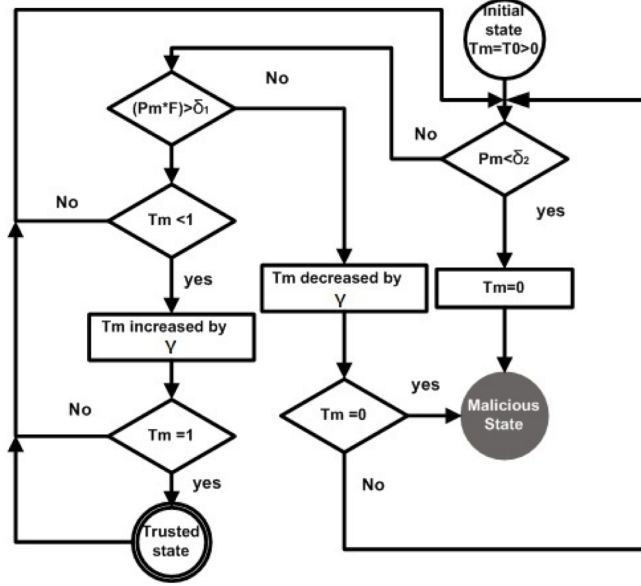 Initial
state
Tm=T0>0
No
(Pm*F)>δ₁
No
Pm<δ₂
No
Tm <1
yes
yes
Tm decreased by
γ
Tm=0
Tm increased by
γ
No
yes
Tm =0
Malicious
State
Tm =1
yes
No
Trusted
state